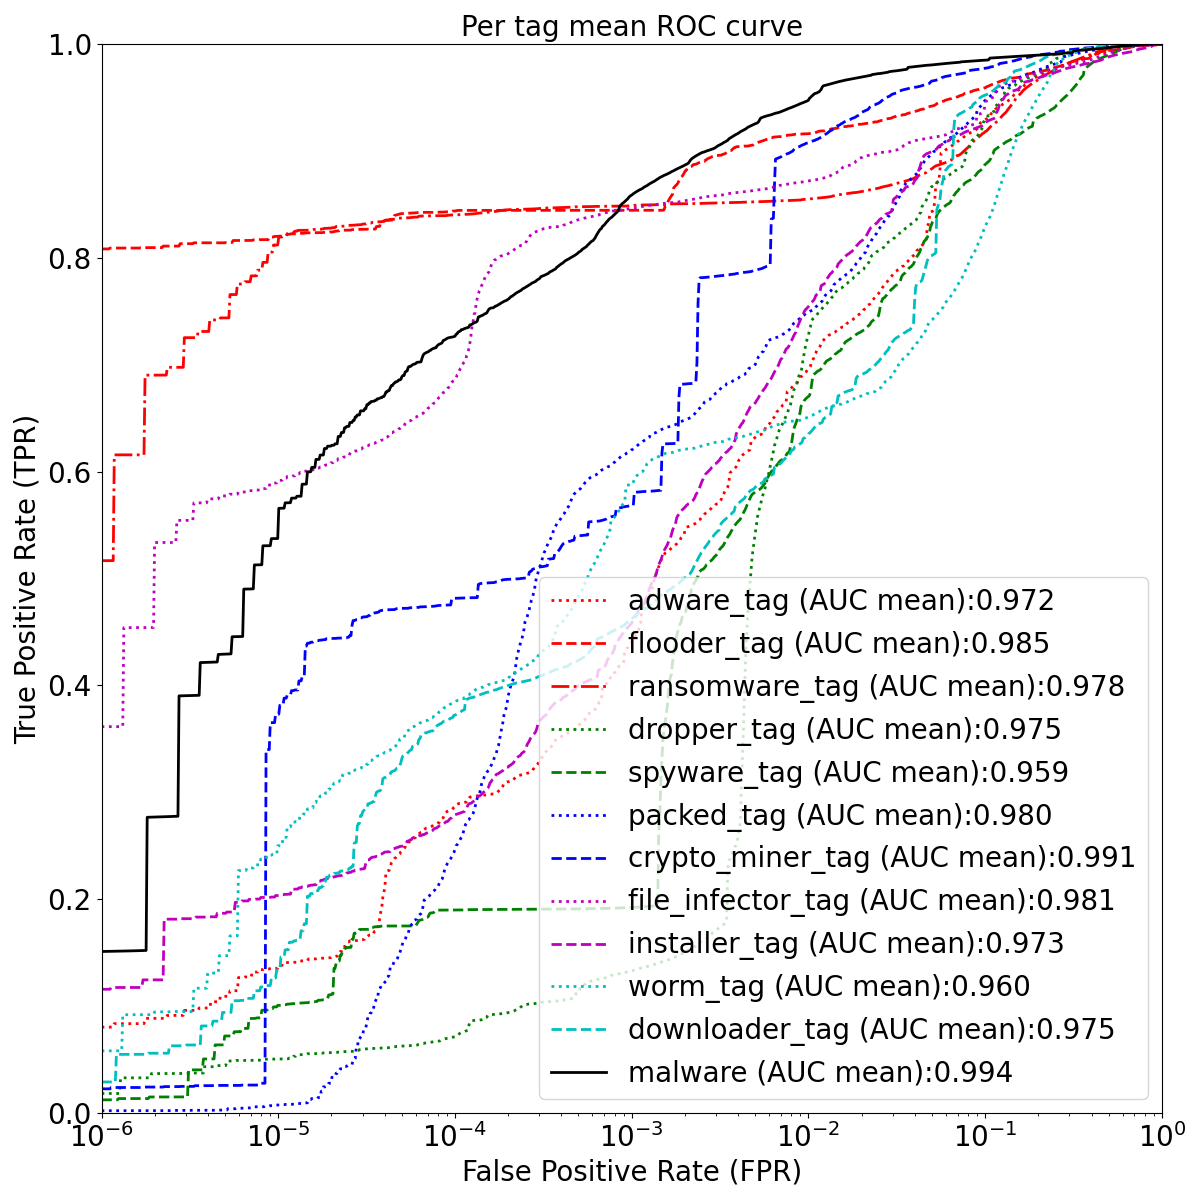 Per tag mean ROC curve
True Positive Rate (TPR)
1.0
0.8
0.6
0.4
0.2
0.0
adware_tag (AUC mean):0.972
flooder_tag (AUC mean):0.985
ransomware_tag (AUC mean):0.978
dropper_tag (AUC mean):0.975
spyware_tag (AUC mean):0.959
packed_tag (AUC mean):0.980
crypto_miner_tag (AUC mean):0.991
file_infector_tag (AUC mean):0.981
installer_tag (AUC mean):0.973
worm_tag (AUC mean):0.960
downloader_tag (AUC mean):0.975
malware (AUC mean):0.994
10⁻⁶ 10⁻⁵ 10⁻⁴ 10⁻³ 10⁻² 10⁻¹ 10⁰
False Positive Rate (FPR)